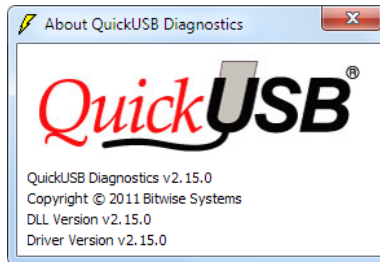 About QuickUSB Diagnostics
QuickUSB®
QuickUSB Diagnostics v2.15.0
Copyright © 2011 Bitwise Systems
DLL Version v2.15.0
Driver Version v2.15.0